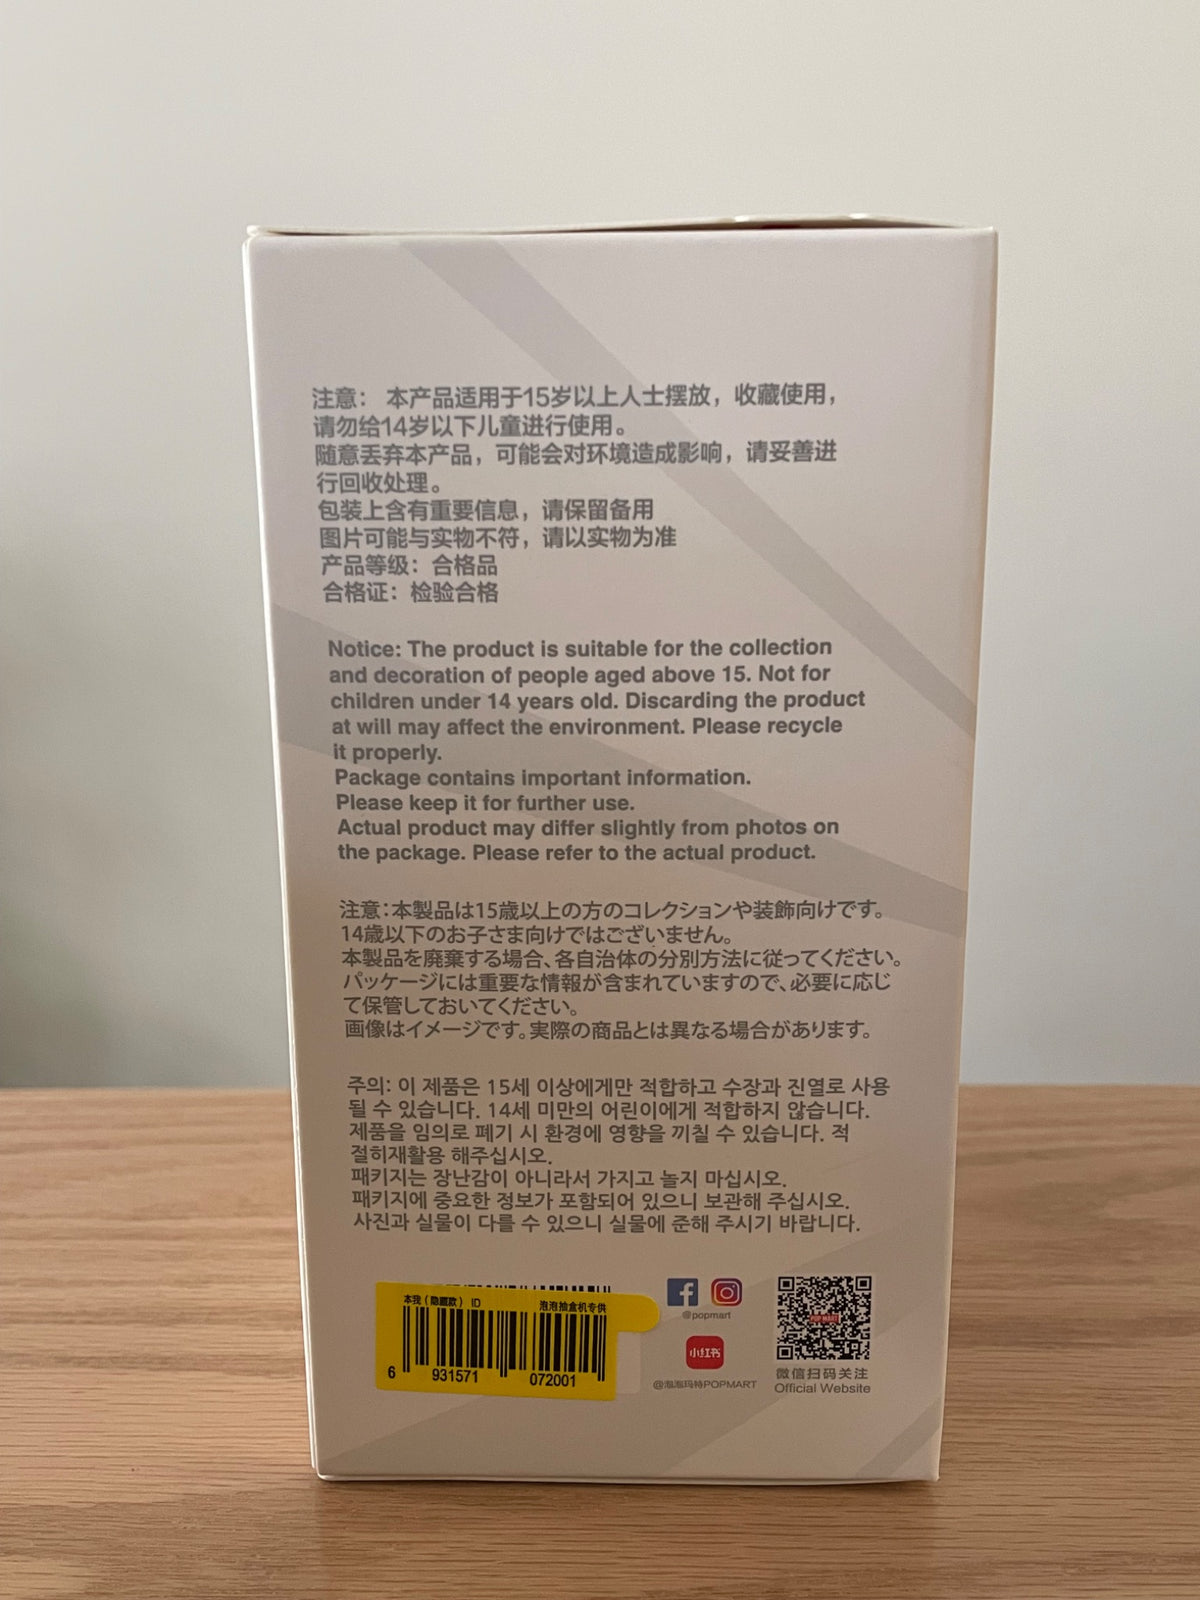 注意： 本产品适用于15岁以上人士摆放，收藏使用，
请勿给14岁以下儿童进行使用。
随意丢弃本产品，可能会对环境造成影响，请妥善进
行回收处理。
包装上含有重要信息，请保留备用
图片可能与实物不符，请以实物为准
产品等级：合格品
合格证：检验合格
Notice: The product is suitable for the collection
and decoration of people aged above 15. Not for
children under 14 years old. Discarding the product
at will may affect the environment. Please recycle
it properly.
Package contains important information.
Please keep it for further use.
Actual product may differ slightly from photos on
the package. Please refer to the actual product.
注意：本製品は15歳以上の方のコレクションや装飾向けです。
14歳以下のお子さま向けではございません。
本製品を廃棄する場合、各自治体の分別方法に従ってください。
パッケージには重要な情報が含まれていますので、必要に応じ
て保管しておいてください。
画像はイメージです。実際の商品とは異なる場合があります。
주의: 이 제품은 15세 이상에게만 적합하고 수장과 진열로 사용
될 수 있습니다. 14세 미만의 어린이에게 적합하지 않습니다.
제품을 임의로 폐기 시 환경에 영향을 끼칠 수 있습니다. 적
절히재활용 해주십시오.
패키지는 장난감이 아니라서 가지고 놀지 마십시오.
패키지에 중요한 정보가 포함되어 있으니 보관해 주십시오.
사진과 실물이 다를 수 있으니 실물에 준해 주시기 바랍니다.
本我（隐藏款） ID 泡泡抽盒机专供
6 931571 072001
@popmart
小红书
@泡泡玛特POPMART
POP MART
微信扫码关注
Official Website